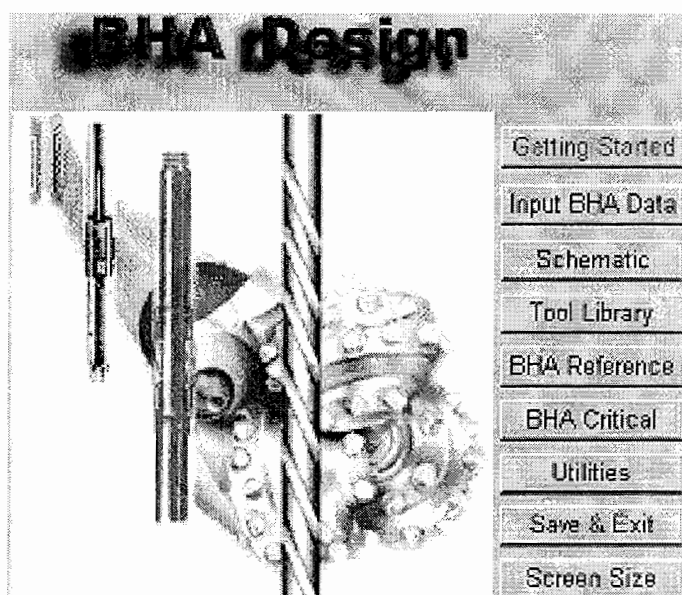 BHA Design
Getting Started
Input BHA Data
Schematic
Tool Library
BHA Reference
BHA Critical
Utilities
Save & Exit
Screen Size